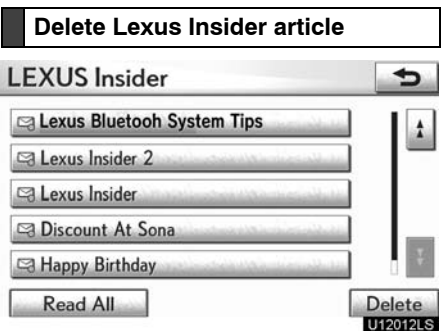 Delete Lexus Insider article
LEXUS Insider
Lexus Bluetooh System Tips
Lexus Insider 2
Lexus Insider
Discount At Sona
Happy Birthday
Read All
Delete
U12012LS